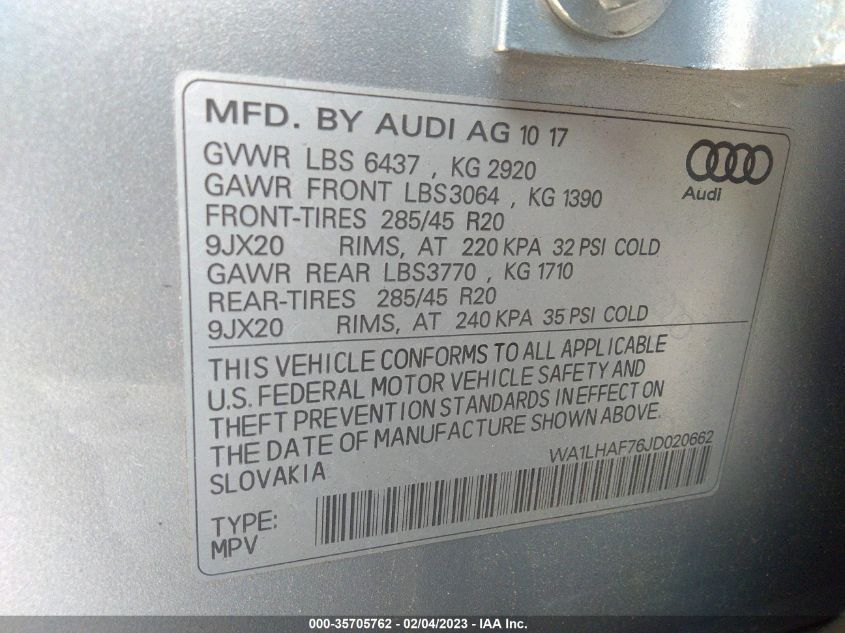 MFD. BY AUDI AG 10 17
GVWR LBS 6437 , KG 2920
GAWR FRONT LBS3064 , KG 1390
FRONT-TIRES 285/45 R20
9JX20 RIMS, AT 220 KPA 32 PSI COLD
GAWR REAR LBS3770 , KG 1710
REAR-TIRES 285/45 R20
9JX20 RIMS, AT 240 KPA 35 PSI COLD
Audi
THIS VEHICLE CONFORMS TO ALL APPLICABLE
U.S. FEDERAL MOTOR VEHICLE SAFETY AND
THEFT PREVENTION STANDARDS IN EFFECT ON
THE DATE OF MANUFACTURE SHOWN ABOVE.
SLOVAKIA
WA1LHAF76JD020662
TYPE:
MPV
000-35705762 - 02/04/2023 - IAA Inc.